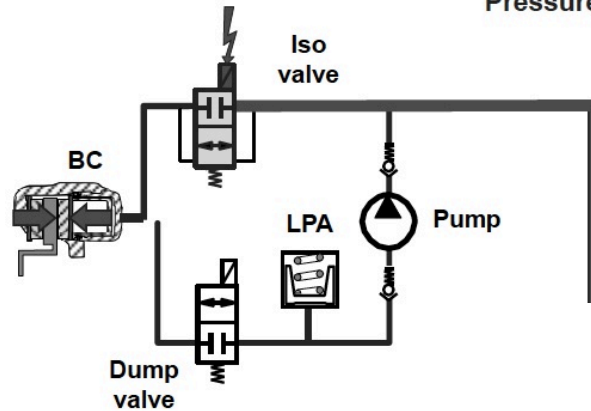 Pressure
Iso
valve
BC
LPA
Pump
Dump
valve